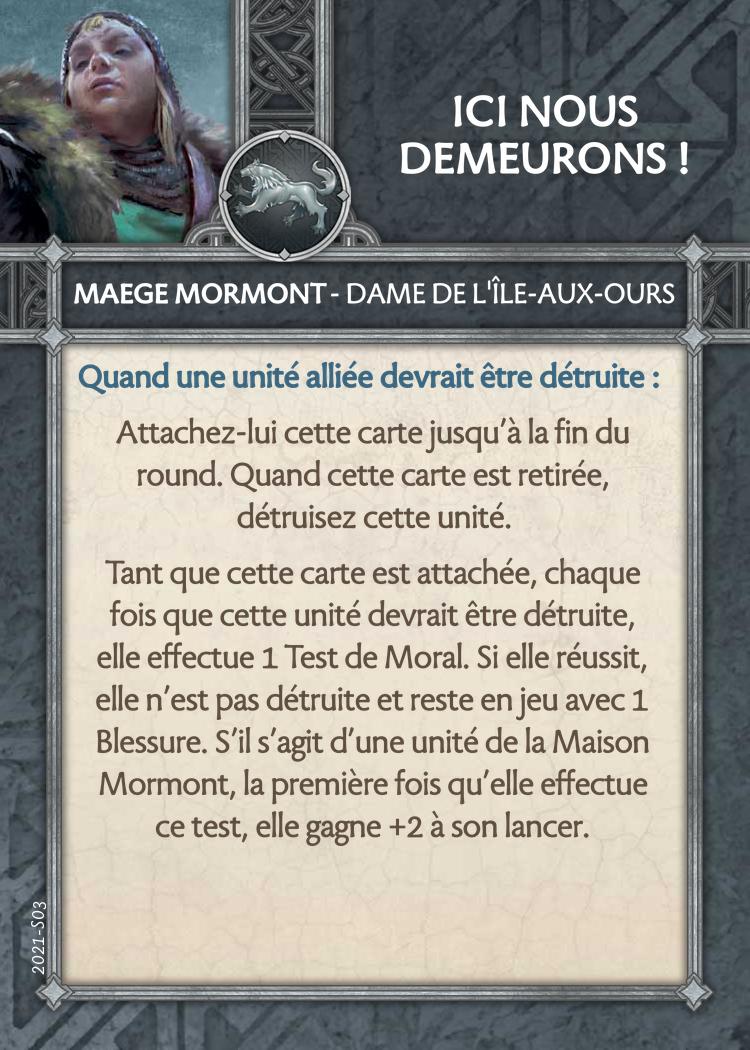 ICI NOUS
DEMEURONS !
MAEGE MORMONT - DAME DE L'ÎLE-AUX-OURS
Quand une unité alliée devrait être détruite :
Attachez-lui cette carte jusqu’à la fin du
round. Quand cette carte est retirée,
détruisez cette unité.
Tant que cette carte est attachée, chaque
fois que cette unité devrait être détruite,
elle effectue 1 Test de Moral. Si elle réussit,
elle n’est pas détruite et reste en jeu avec 1
Blessure. S’il s’agit d’une unité de la Maison
Mormont, la première fois qu’elle effectue
ce test, elle gagne +2 à son lancer.
2021-S03